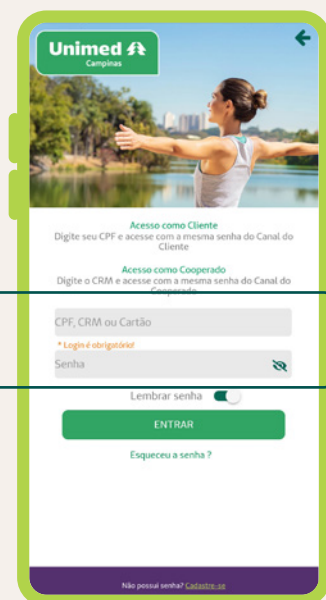 Unimed
Campinas
Acesso como Cliente
Digite seu CPF e acesse com a mesma senha do Canal do
Cliente
Acesso como Cooperado
Digite o CRM e acesse com a mesma senha do Canal do
Cooperado
CPF, CRM ou Cartão
* Login é obrigatório!
Senha
Lembrar senha
ENTRAR
Esqueceu a senha ?
Não possui senha? Cadastre-se